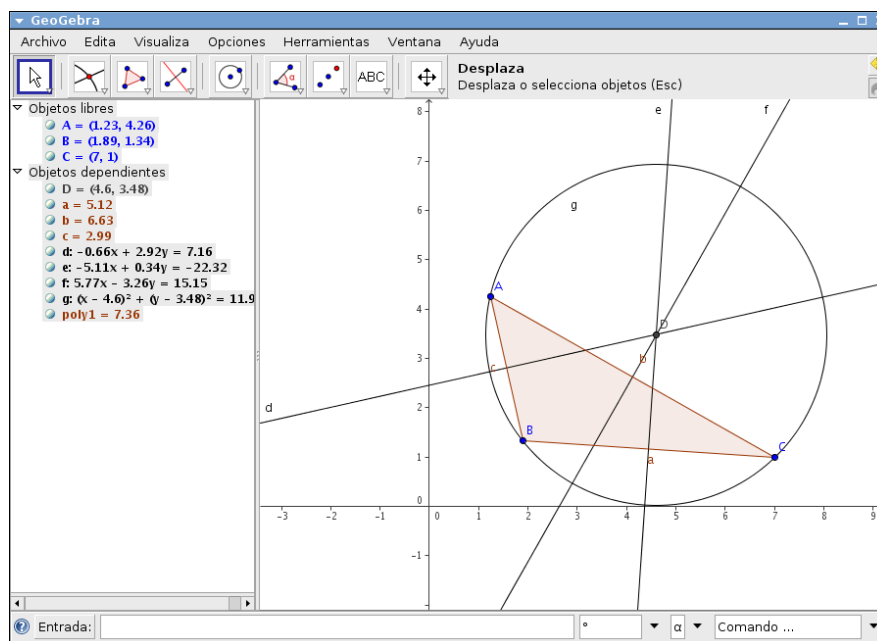 GeoGebra
Archivo Edita Visualiza Opciones Herramientas Ventana Ayuda
ABC
α
Desplaza
Desplaza o selecciona objetos (Esc)
Objetos libres
A = (1.23, 4.26)
B = (1.89, 1.34)
C = (7, 1)
Objetos dependientes
D = (4.6, 3.48)
a = 5.12
b = 6.63
c = 2.99
d: -0.66x + 2.92y = 7.16
e: -5.11x + 0.34y = -22.32
f: 5.77x - 3.26y = 15.15
g: (x - 4.6)² + (y - 3.48)² = 11.9
poly1 = 7.36
8
e
f
7
6
g
5
A
4
D
3
b
c
2
d
B
C
1
a
0
-3 -2 -1 0 1 2 3 4 5 6 7 8 9
-1
Entrada:
°
α
Comando ...